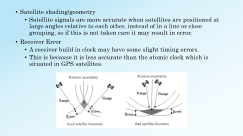 • Satellite shading/geometry
• Satellite signals are more accurate when satellites are positioned at
large angles relative to each other, instead of in a line or close
grouping, so if this is not taken care it may result in error.
• Receiver Error
• A receiver build in clock may have some slight timing errors.
• This is because it is less accurate than the atomic clock which is
situated in GPS satellites.
Position uncertainty
Position uncertainty
Range
Range
Range
Range
Error
Error
Good satellite Geometry
Bad satellite Geometry